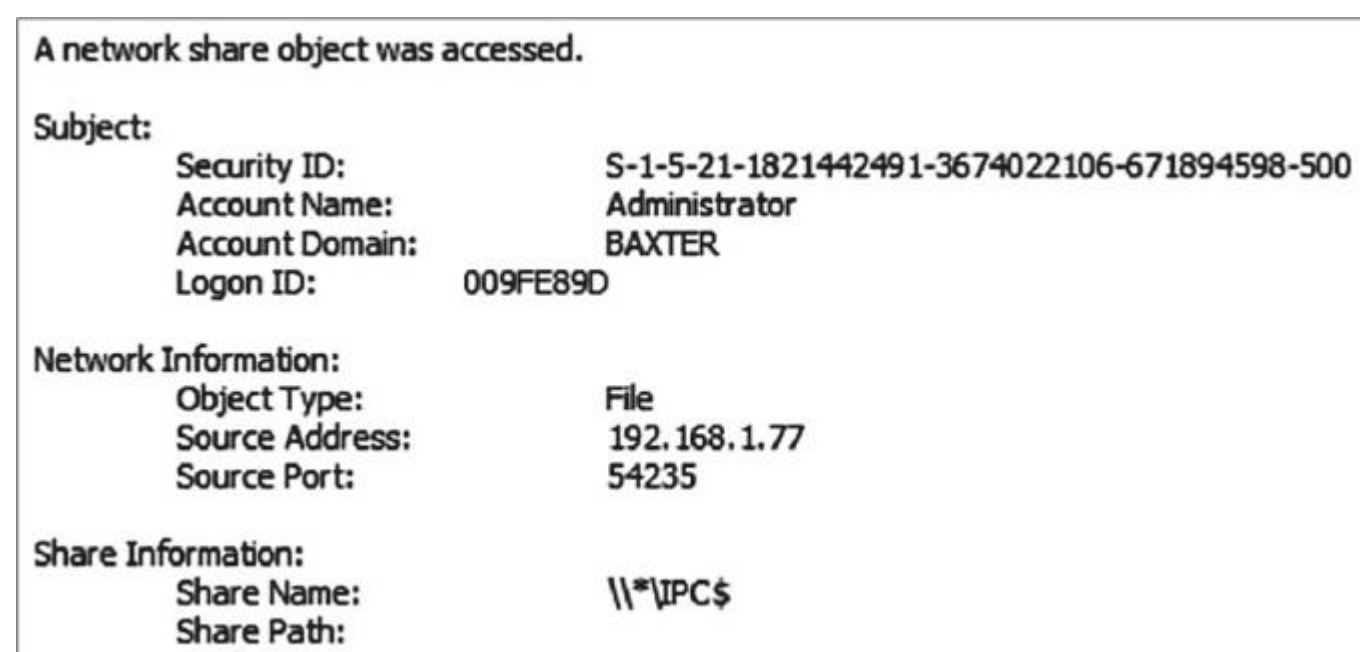 A network share object was accessed.
Subject:
Security ID: S-1-5-21-1821442491-3674022106-671894598-500
Account Name: Administrator
Account Domain: BAXTER
Logon ID: 009FE89D
Network Information:
Object Type: File
Source Address: 192.168.1.77
Source Port: 54235
Share Information:
Share Name: \\*\IPC$
Share Path: